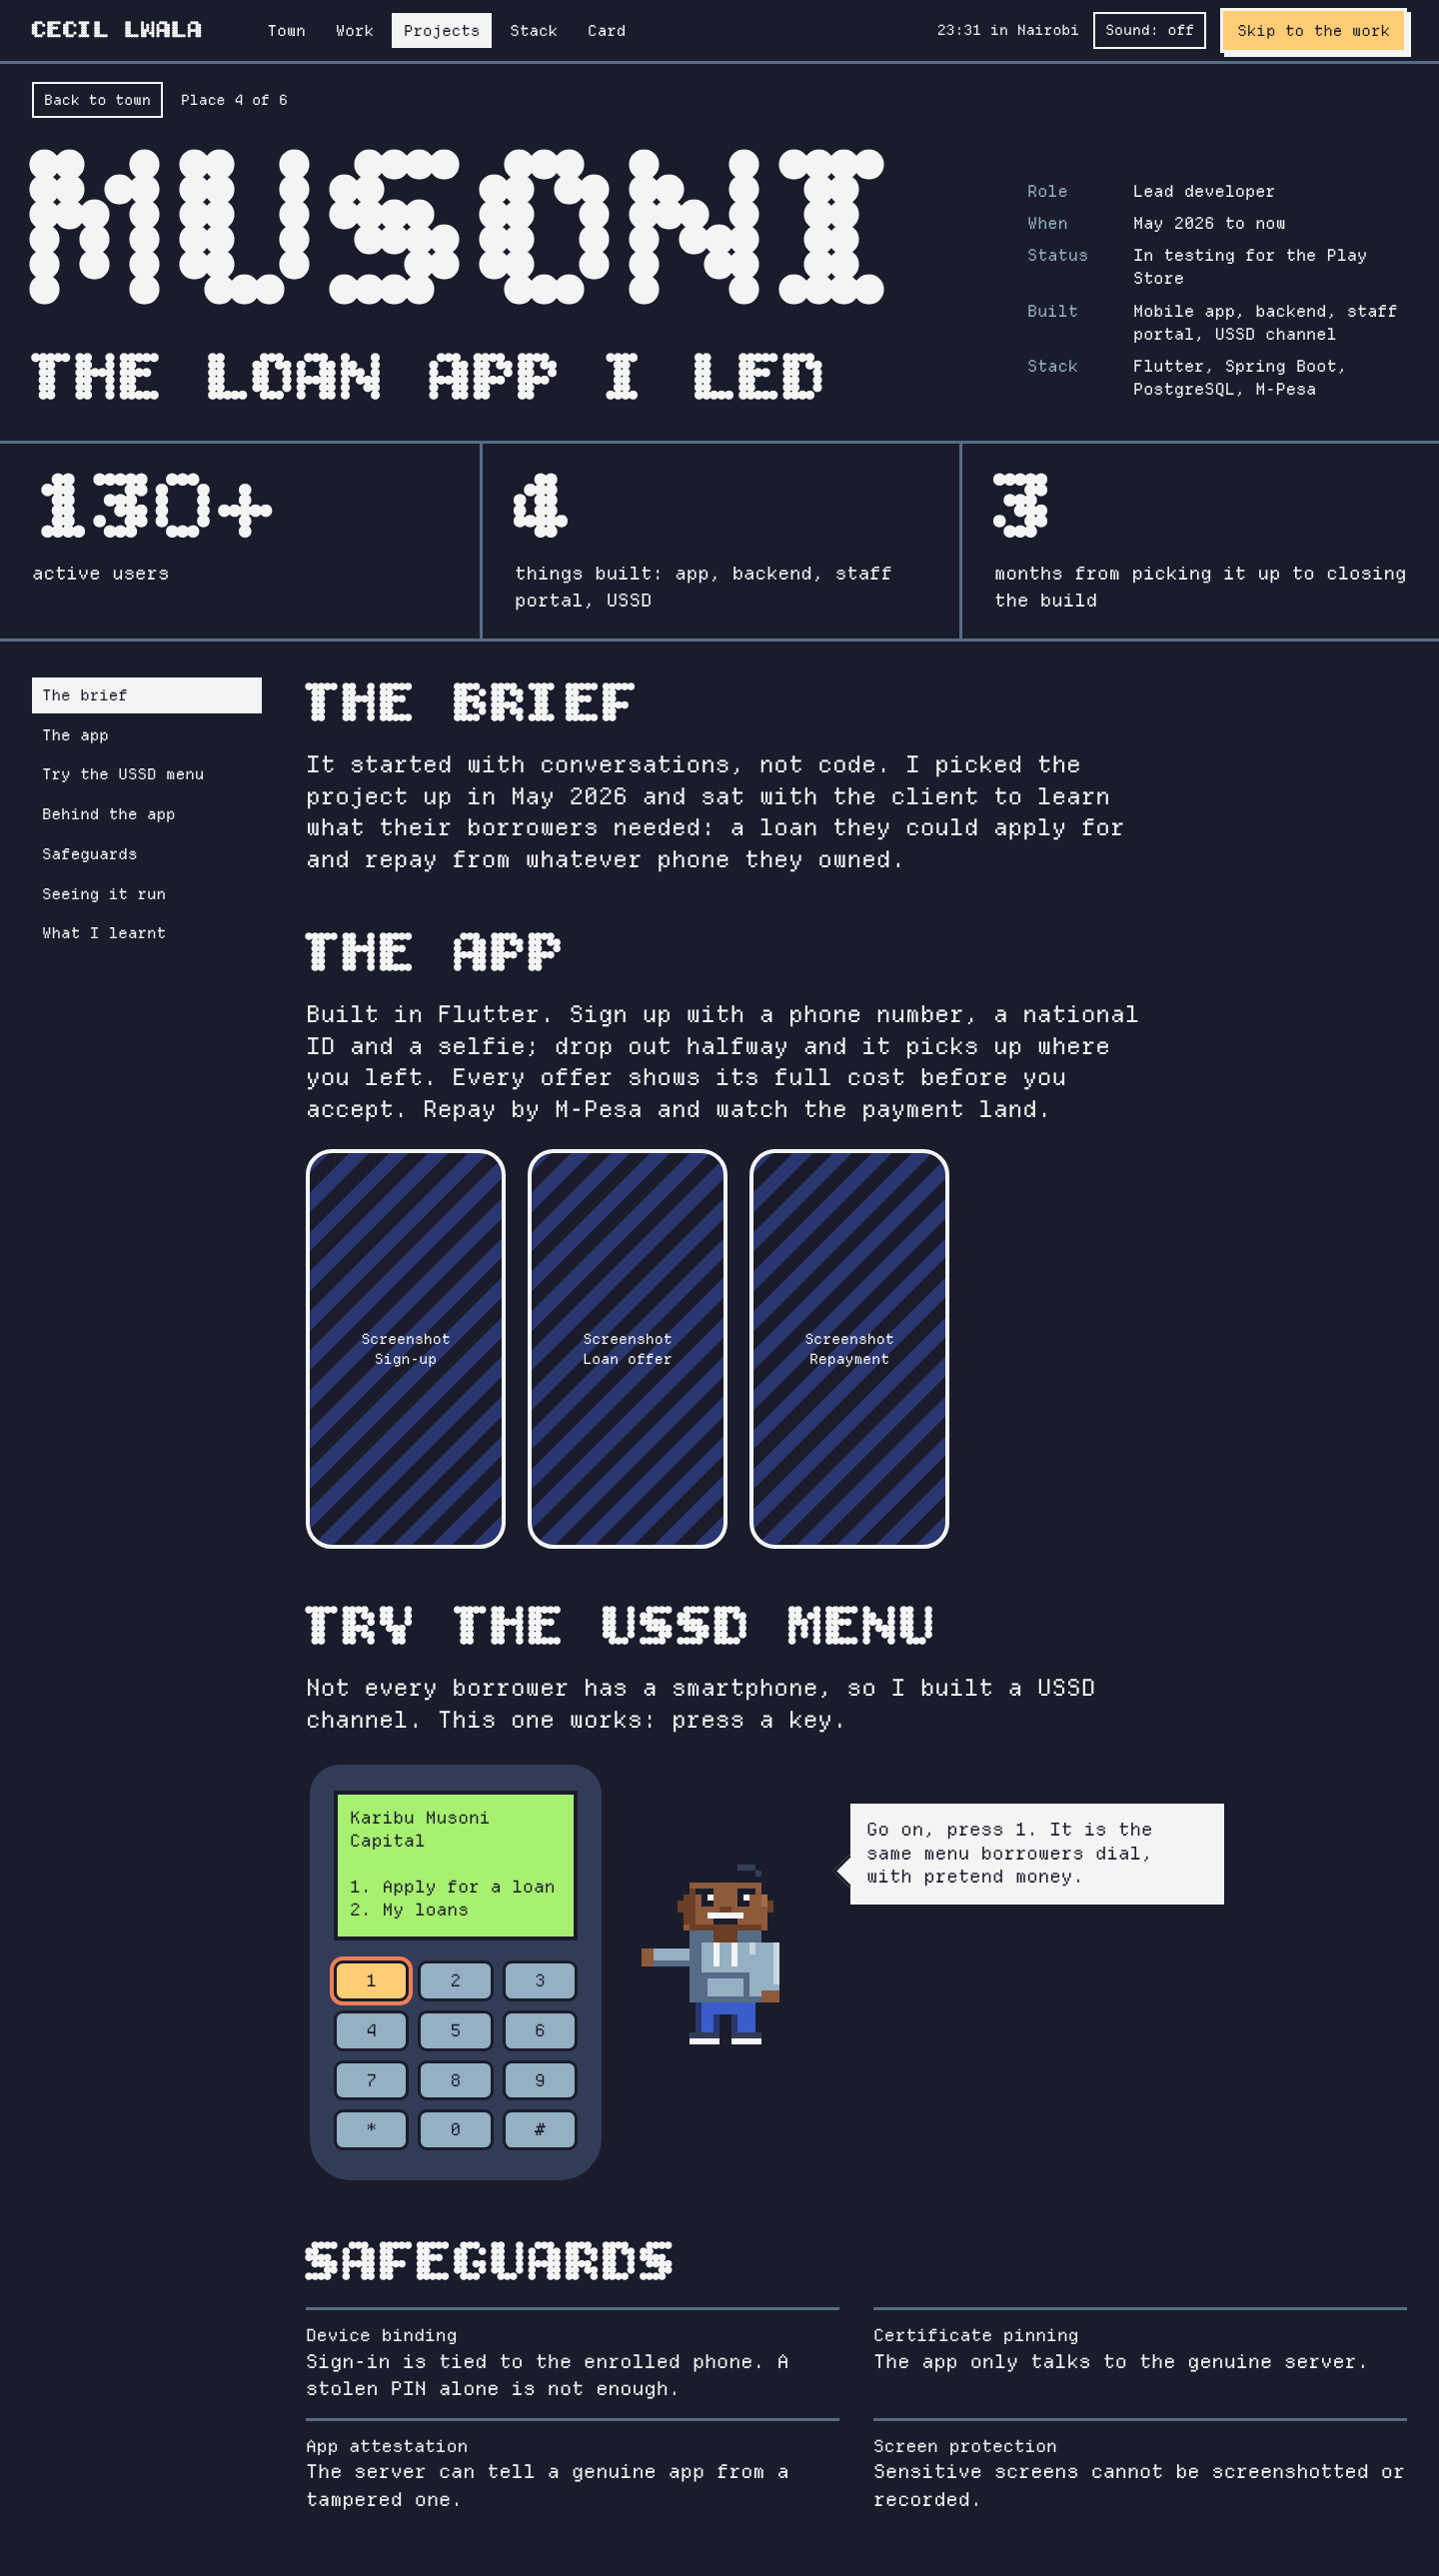 CECIL LWALA
Town
Work
Projects
Stack
Card
23:31 in Nairobi
Sound: off
Skip to the work
Back to town
Place 4 of 6
MUSONI
THE LOAN APP I LED
Role
Lead developer
When
May 2026 to now
Status
In testing for the Play
Store
Built
Mobile app, backend, staff
portal, USSD channel
Stack
Flutter, Spring Boot,
PostgreSQL, M-Pesa
130+
active users
4
things built: app, backend, staff
portal, USSD
3
months from picking it up to closing
the build
The brief
The app
Try the USSD menu
Behind the app
Safeguards
Seeing it run
What I learnt
THE BRIEF
It started with conversations, not code. I picked the
project up in May 2026 and sat with the client to learn
what their borrowers needed: a loan they could apply for
and repay from whatever phone they owned.
THE APP
Built in Flutter. Sign up with a phone number, a national
ID and a selfie; drop out halfway and it picks up where
you left. Every offer shows its full cost before you
accept. Repay by M-Pesa and watch the payment land.
Screenshot
Sign-up
Screenshot
Loan offer
Screenshot
Repayment
TRY THE USSD MENU
Not every borrower has a smartphone, so I built a USSD
channel. This one works: press a key.
Karibu Musoni
Capital
1. Apply for a loan
2. My loans
1 2 3
4 5 6
7 8 9
* 0 #
Go on, press 1. It is the
same menu borrowers dial,
with pretend money.
SAFEGUARDS
Device binding
Sign-in is tied to the enrolled phone. A
stolen PIN alone is not enough.
Certificate pinning
The app only talks to the genuine server.
App attestation
The server can tell a genuine app from a
tampered one.
Screen protection
Sensitive screens cannot be screenshotted or
recorded.